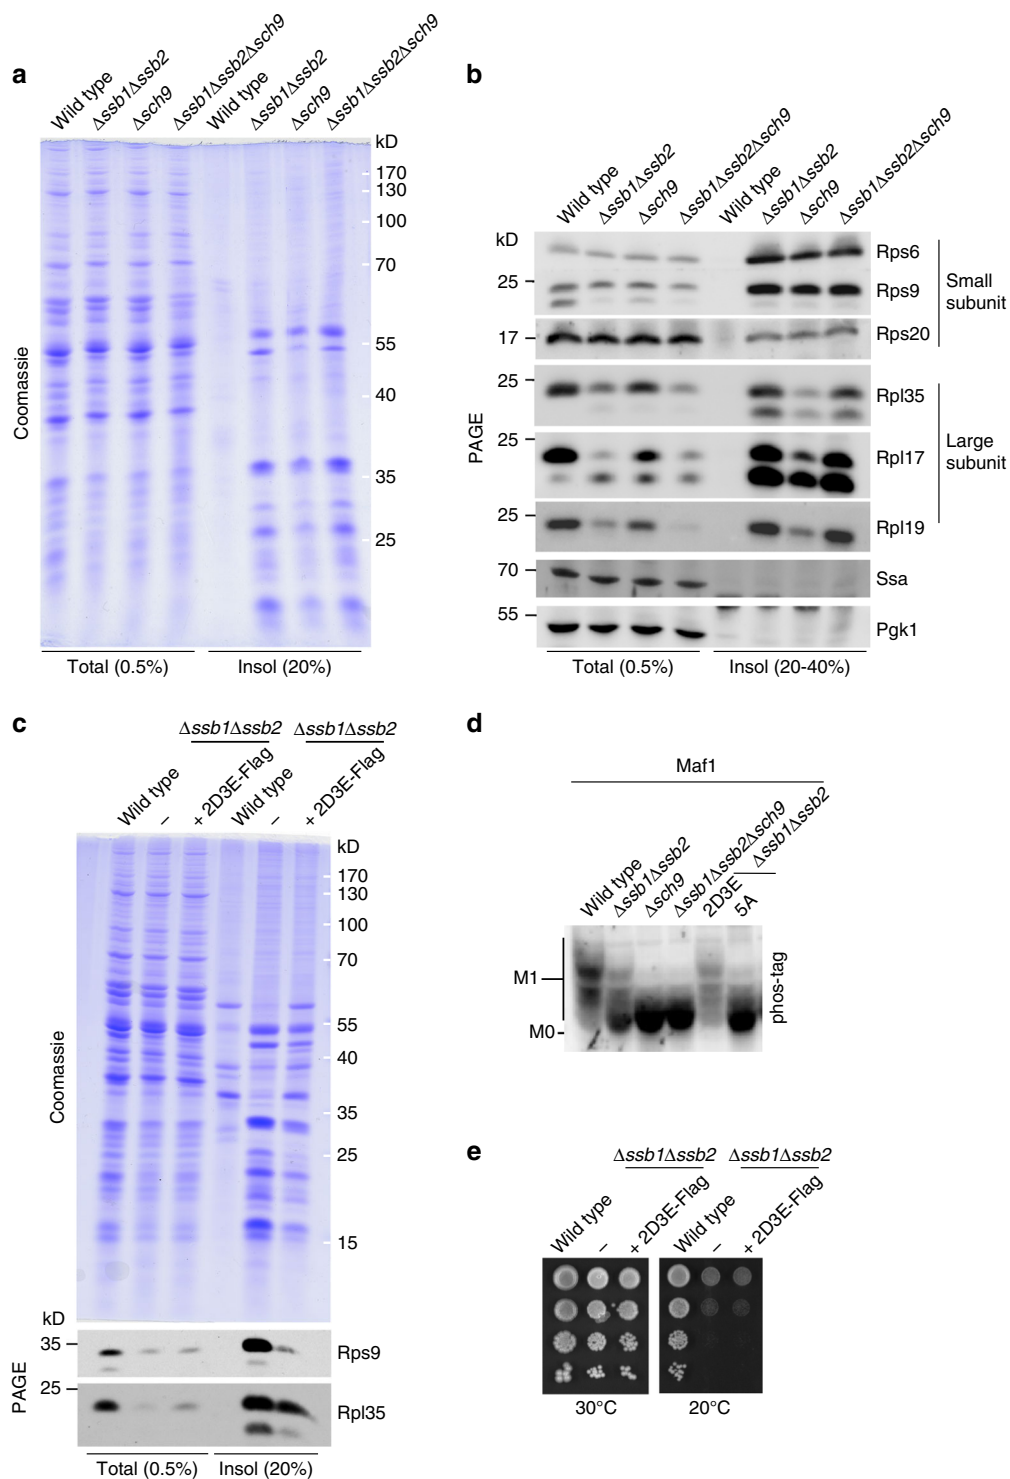 a
Wild type
Δssb1Δssb2
Δsch9
Δssb1Δssb2Δsch9
Wild type
Δssb1Δssb2
Δsch9
Δssb1Δssb2Δsch9
kD
170
130
100
70
55
40
35
25
Coomassie
Total (0.5%)
Insol (20%)
b
Wild type
Δssb1Δssb2
Δsch9
Δssb1Δssb2Δsch9
Wild type
Δssb1Δssb2
Δsch9
Δssb1Δssb2Δsch9
kD
25
17
25
25
25
70
55
PAGE
Rps6
Rps9
Rps20
Small
subunit
Rpl35
Rpl17
Rpl19
Large
subunit
Ssa
Pgk1
Total (0.5%)
Insol (20-40%)
c
Δssb1Δssb2
Δssb1Δssb2
Wild type
–
+ 2D3E-Flag
Wild type
–
+ 2D3E-Flag
kD
170
130
100
70
55
40
35
25
15
Coomassie
kD
35
25
PAGE
Rps9
Rpl35
Total (0.5%)
Insol (20%)
d
Maf1
Wild type
Δssb1Δssb2
Δsch9
Δssb1Δssb2Δsch9
2D3E
5A
Δssb1Δssb2
M1
M0
phos-tag
e
Δssb1Δssb2
Δssb1Δssb2
Wild type
–
+ 2D3E-Flag
Wild type
–
+ 2D3E-Flag
30°C
20°C